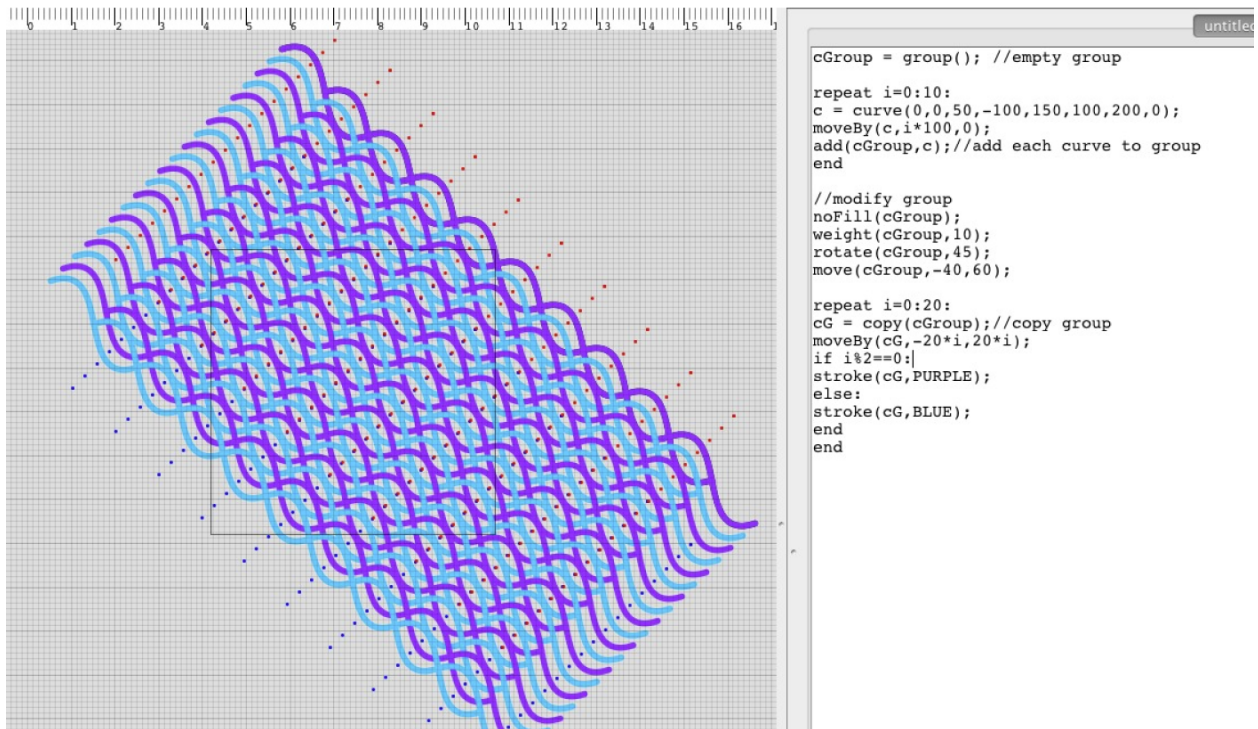 0 1 2 3 4 5 6 7 8 9 10 11 12 13 14 15 16 1
untitled
cGroup = group(); //empty group
repeat i=0:10:
c = curve(0,0,50,-100,150,100,200,0);
moveBy(c,i*100,0);
add(cGroup,c);//add each curve to group
end
//modify group
noFill(cGroup);
weight(cGroup,10);
rotate(cGroup,45);
move(cGroup,-40,60);
repeat i=0:20:
cG = copy(cGroup);//copy group
moveBy(cG,-20*i,20*i);
if i%2==0:
stroke(cG,PURPLE);
else:
stroke(cG,BLUE);
end
end